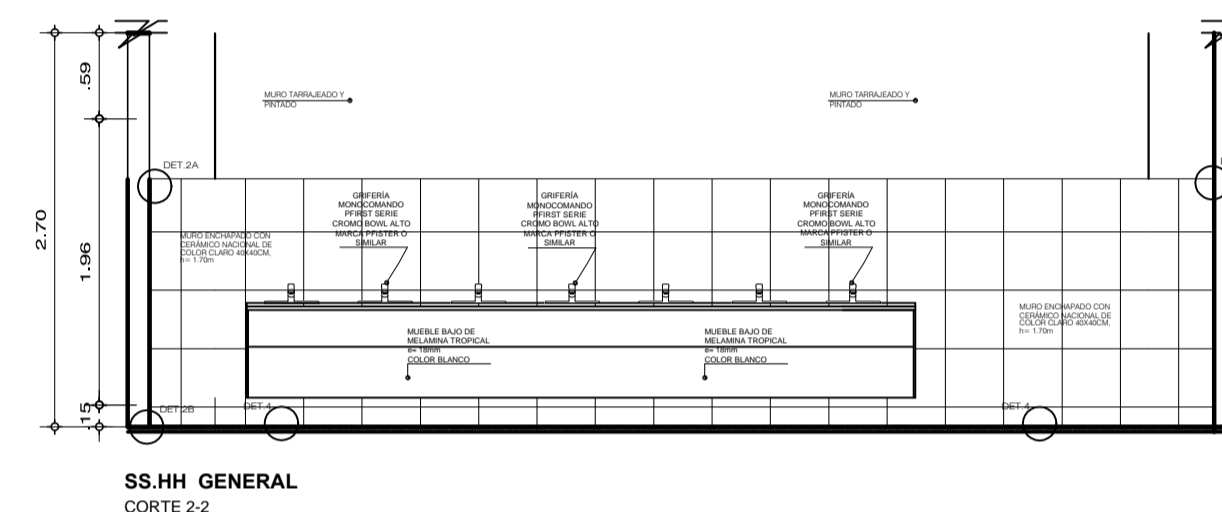 .59
MURO TARRAJEADO Y
PINTADO
MURO TARRAJEADO Y
PINTADO
DET.2A
2.70
1.96
.15
MURO ENCHAPADO CON
CERÁMICO NACIONAL DE
COLOR CLARO 40X40CM,
h= 1.70m
GRIFERÍA
MONOCOMANDO
PFIRST SERIE
CROMO BOWL ALTO
MARCA PFISTER O
SIMILAR
GRIFERÍA
MONOCOMANDO
PFIRST SERIE
CROMO BOWL ALTO
MARCA PFISTER O
SIMILAR
GRIFERÍA
MONOCOMANDO
PFIRST SERIE
CROMO BOWL ALTO
MARCA PFISTER O
SIMILAR
MURO ENCHAPADO CON
CERÁMICO NACIONAL DE
COLOR CLARO 40X40CM,
h= 1.70m
MUEBLE BAJO DE
MELAMINA TROPICAL
e= 18mm
COLOR BLANCO
MUEBLE BAJO DE
MELAMINA TROPICAL
e= 18mm
COLOR BLANCO
DET.2B
DET.4
DET.4
SS.HH GENERAL
CORTE 2-2